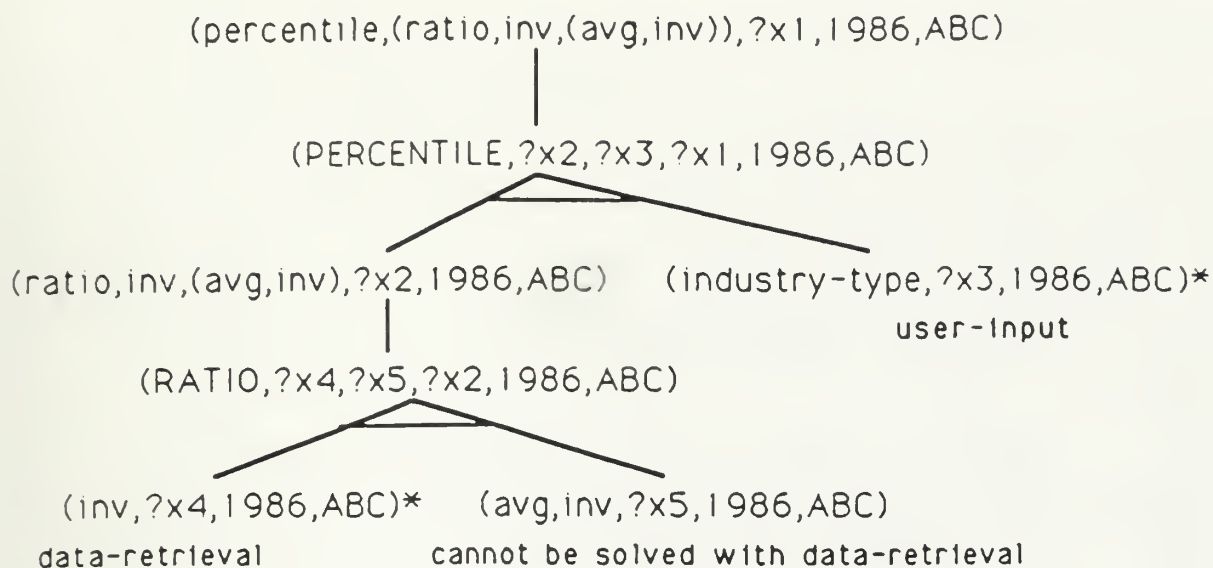 (percentile,(ratio,inv,(avg,inv)),?x1,1986,ABC)
(PERCENTILE,?x2,?x3,?x1,1986,ABC)
(ratio,inv,(avg,inv),?x2,1986,ABC) (industry-type,?x3,1986,ABC)*
user-input
(RATIO,?x4,?x5,?x2,1986,ABC)
(inv,?x4,1986,ABC)* (avg,inv,?x5,1986,ABC)
data-retrieval cannot be solved with data-retrieval